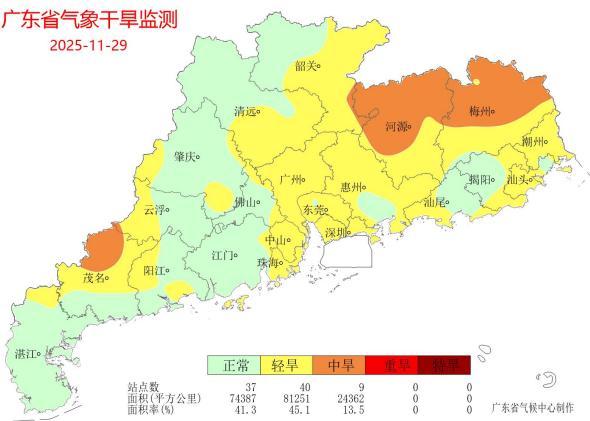 广东省气象干旱监测
2025-11-29
韶关
清远
河源
梅州
潮州
肇庆
广州
惠州
揭阳
汕头
云浮
佛山
东莞
汕尾
中山
深圳
江门
珠海
阳江
茂名
湛江
正常 轻旱 中旱 重旱 特旱
站点数 37 40 9 0 0
面积(平方公里) 74387 81251 24362 0 0
面积率(%) 41.3 45.1 13.5 0 0
广东省气候中心制作